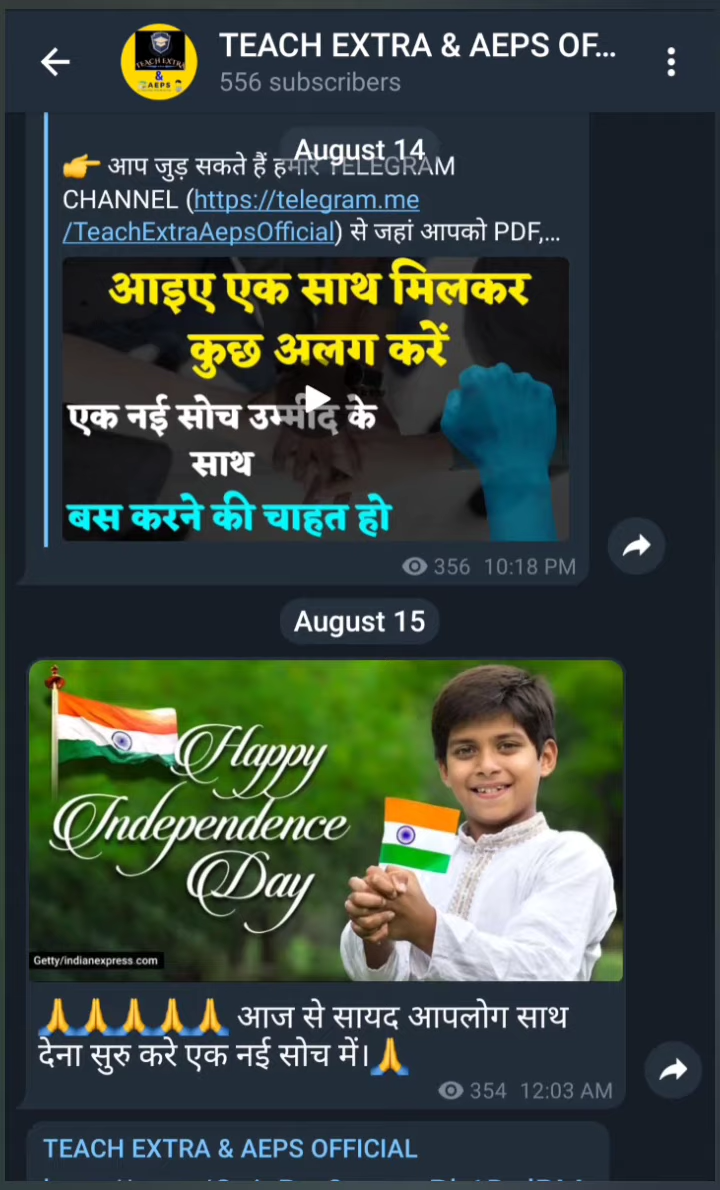 TEACH EXTRA & AEPS OF...
556 subscribers
TEACH EXTRA
&
AEPS
August 14
👉 आप जुड़ सकते हैं हमारे TELEGRAM
CHANNEL (https://telegram.me
/TeachExtraAepsOfficial) से जहां आपको PDF,...
आइए एक साथ मिलकर
कुछ अलग करें
एक नई सोच उम्मीद के
साथ
बस करने की चाहत हो
356 10:18 PM
August 15
Happy
Independence
Day
Getty/indianexpress.com
🙏🙏🙏🙏🙏 आज से सायद आपलोग साथ
देना सुरु करे एक नई सोच में।🙏
354 12:03 AM
TEACH EXTRA & AEPS OFFICIAL